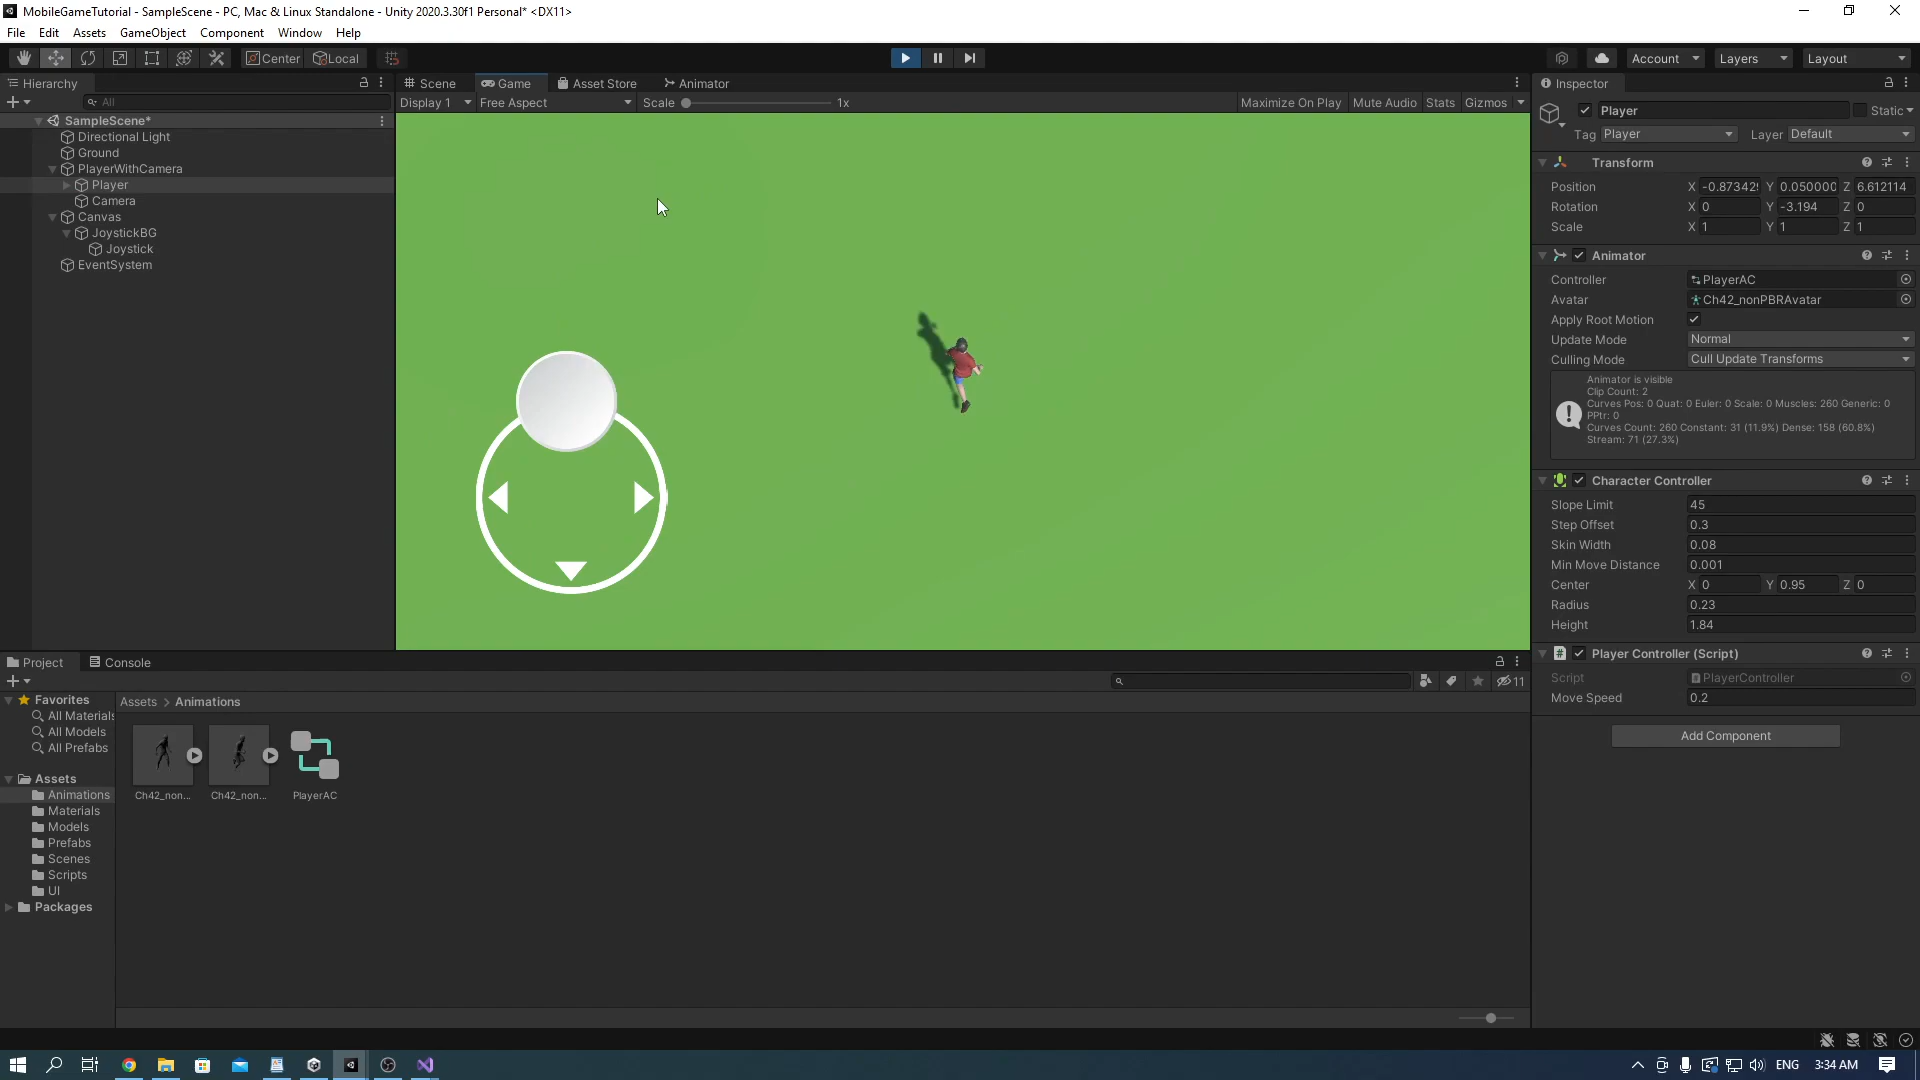 MobileGameTutorial - SampleScene - PC, Mac & Linux Standalone - Unity 2020.3.30f1 Personal* <DX11>
File Edit Assets GameObject Component Window Help
Center Local Account Layers Layout
Hierarchy Scene Game Asset Store Animator Inspector
All Display 1 Free Aspect Scale 1x Maximize On Play Mute Audio Stats Gizmos
SampleScene*
Directional Light
Ground
PlayerWithCamera
Player
Camera
Canvas
JoystickBG
Joystick
EventSystem
Player Static
Tag Player Layer Default
Transform
Position X -0.873429 Y 0.050000 Z 6.612114
Rotation X 0 Y -3.194 Z 0
Scale X 1 Y 1 Z 1
Animator
Controller PlayerAC
Avatar Ch42_nonPBRAvatar
Apply Root Motion
Update Mode Normal
Culling Mode Cull Update Transforms
Animator is visible
Clip Count: 2
Curves Pos: 0 Quat: 0 Euler: 0 Scale: 0 Muscles: 260 Generic: 0
PPtr: 0
Curves Count: 260 Constant: 31 (11.9%) Dense: 158 (60.8%)
Stream: 71 (27.3%)
Character Controller
Slope Limit 45
Step Offset 0.3
Skin Width 0.08
Min Move Distance 0.001
Center X 0 Y 0.95 Z 0
Radius 0.23
Height 1.84
Player Controller (Script)
Script PlayerController
Move Speed 0.2
Add Component
Project Console
11
Favorites
All Materials
All Models
All Prefabs
Assets
Animations
Materials
Models
Prefabs
Scenes
Scripts
UI
Packages
Assets > Animations
Ch42_non... Ch42_non... PlayerAC
ENG 3:34 AM